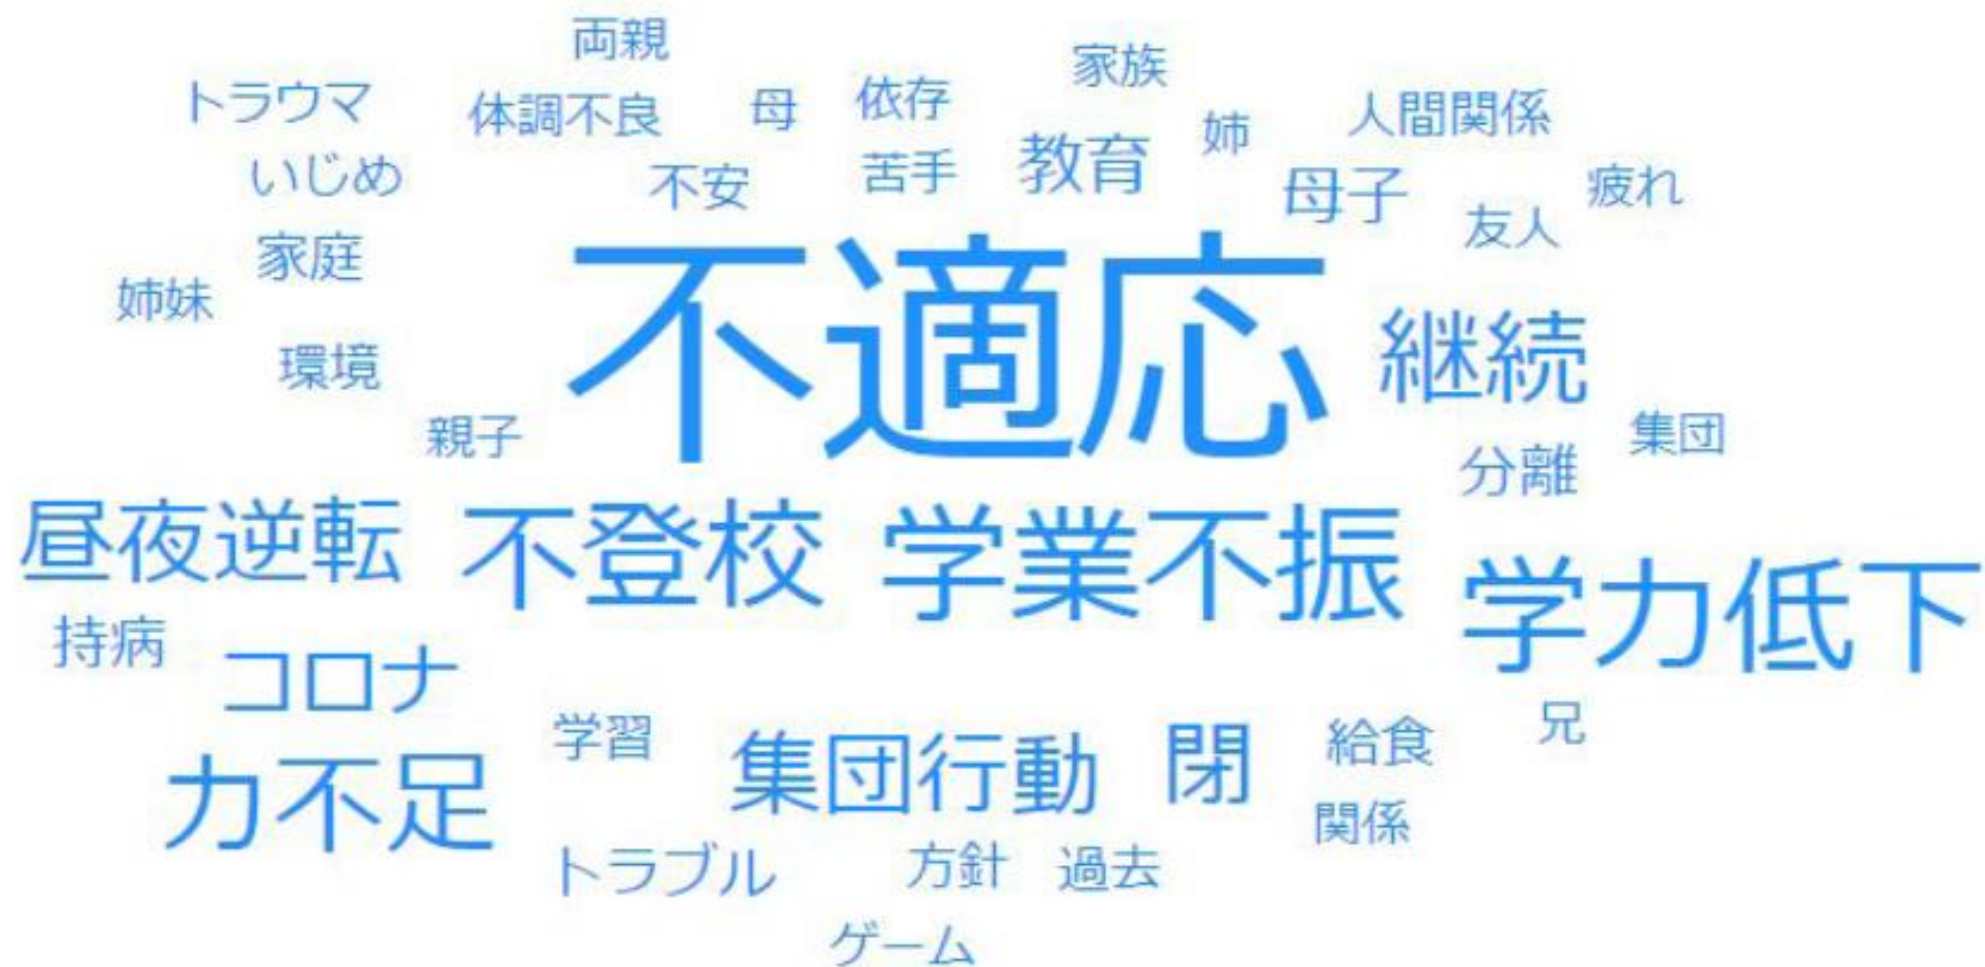 両親
家族
トラウマ
体調不良
母
依存
姉
人間関係
いじめ
不安
苦手
教育
母子
友人
疲れ
家庭
姉妹
環境
親子
不適応
継続
集団
分離
昼夜逆転
不登校
学業不振
学力低下
持病
コロナ
学習
集団行動
閉
給食
兄
力不足
関係
トラブル
方針
過去
ゲーム